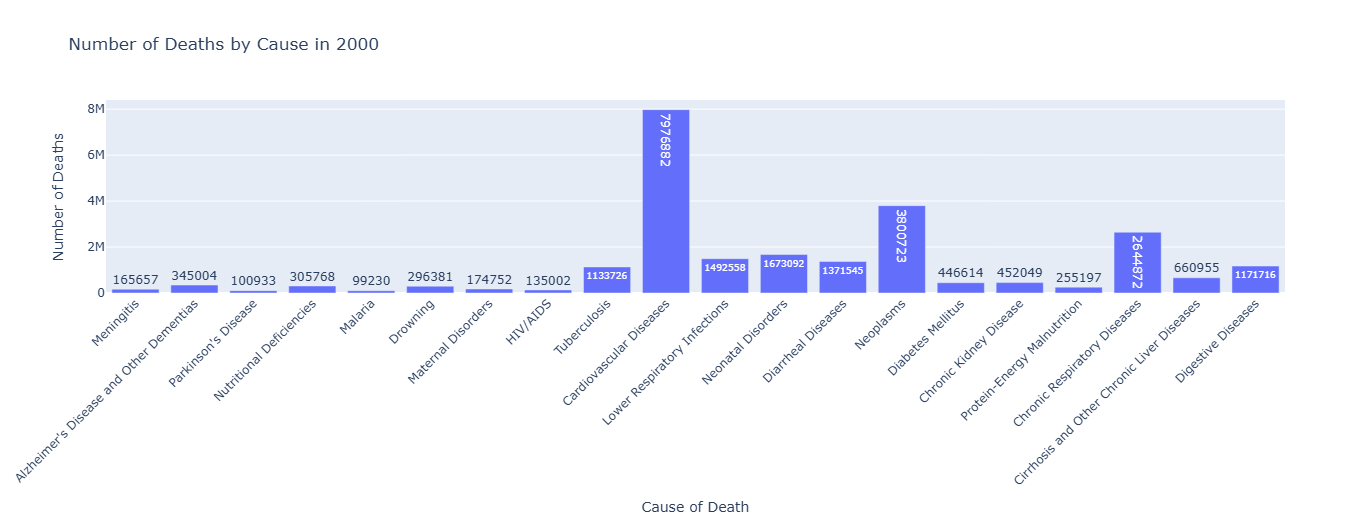 Number of Deaths by Cause in 2000
Number of Deaths
8M
6M
4M
2M
0
165657
345004
100933
305768
99230
296381
174752
135002
1133726
7976882
1492558
1673092
1371545
3800723
446614
452049
255197
2644872
660955
1171716
Meningitis
Alzheimer's Disease and Other Dementias
Parkinson's Disease
Nutritional Deficiencies
Malaria
Drowning
Maternal Disorders
HIV/AIDS
Tuberculosis
Cardiovascular Diseases
Lower Respiratory Infections
Neonatal Disorders
Diarrheal Diseases
Neoplasms
Diabetes Mellitus
Chronic Kidney Disease
Protein-Energy Malnutrition
Chronic Respiratory Diseases
Cirrhosis and Other Chronic Liver Diseases
Digestive Diseases
Cause of Death